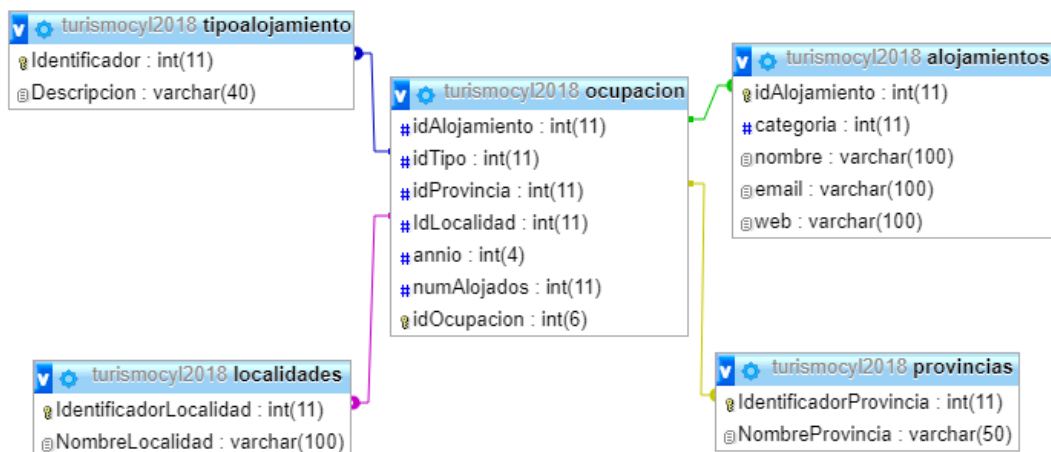 turismocyl2018 tipoalojamiento
Identificador : int(11)
Descripcion : varchar(40)
turismocyl2018 ocupacion
idAlojamiento : int(11)
idTipo : int(11)
idProvincia : int(11)
IdLocalidad : int(11)
annio : int(4)
numAlojados : int(11)
idOcupacion : int(6)
turismocyl2018 alojamientos
idAlojamiento : int(11)
categoria : int(11)
nombre : varchar(100)
email : varchar(100)
web : varchar(100)
turismocyl2018 localidades
IdentificadorLocalidad : int(11)
NombreLocalidad : varchar(100)
turismocyl2018 provincias
IdentificadorProvincia : int(11)
NombreProvincia : varchar(50)